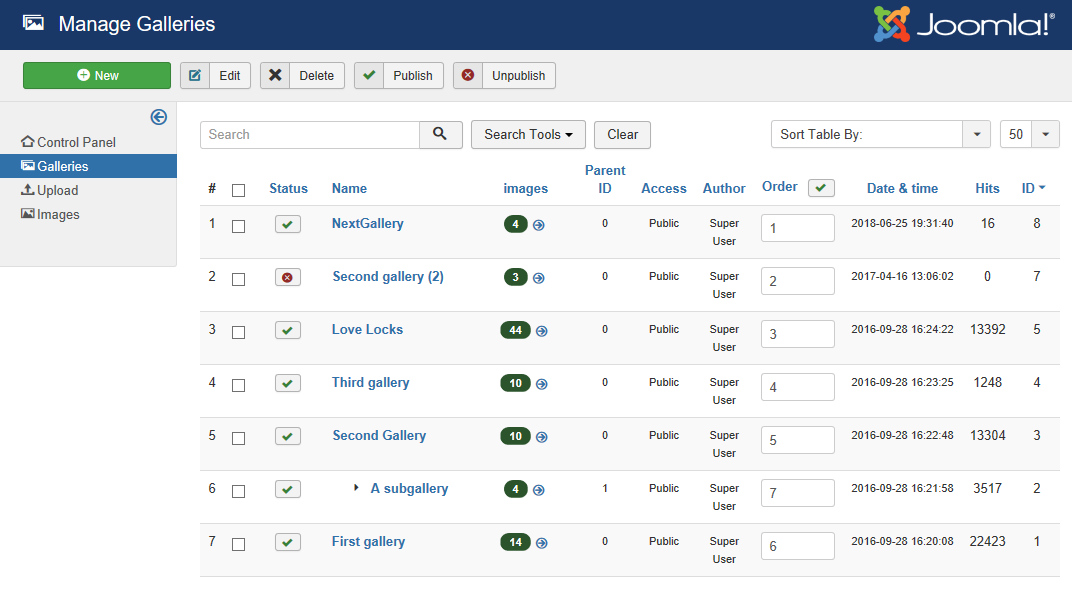 Manage Galleries
Joomla!®
New Edit Delete Publish Unpublish
Control Panel
Galleries
Upload
Images
Search Search Tools Clear Sort Table By: 50
# Status Name images Parent ID Access Author Order Date & time Hits ID
1 NextGallery 4 0 Public Super User 1 2018-06-25 19:31:40 16 8
2 Second gallery (2) 3 0 Public Super User 2 2017-04-16 13:06:02 0 7
3 Love Locks 44 0 Public Super User 3 2016-09-28 16:24:22 13392 5
4 Third gallery 10 0 Public Super User 4 2016-09-28 16:23:25 1248 4
5 Second Gallery 10 0 Public Super User 5 2016-09-28 16:22:48 13304 3
6 A subgallery 4 1 Public Super User 7 2016-09-28 16:21:58 3517 2
7 First gallery 14 0 Public Super User 6 2016-09-28 16:20:08 22423 1